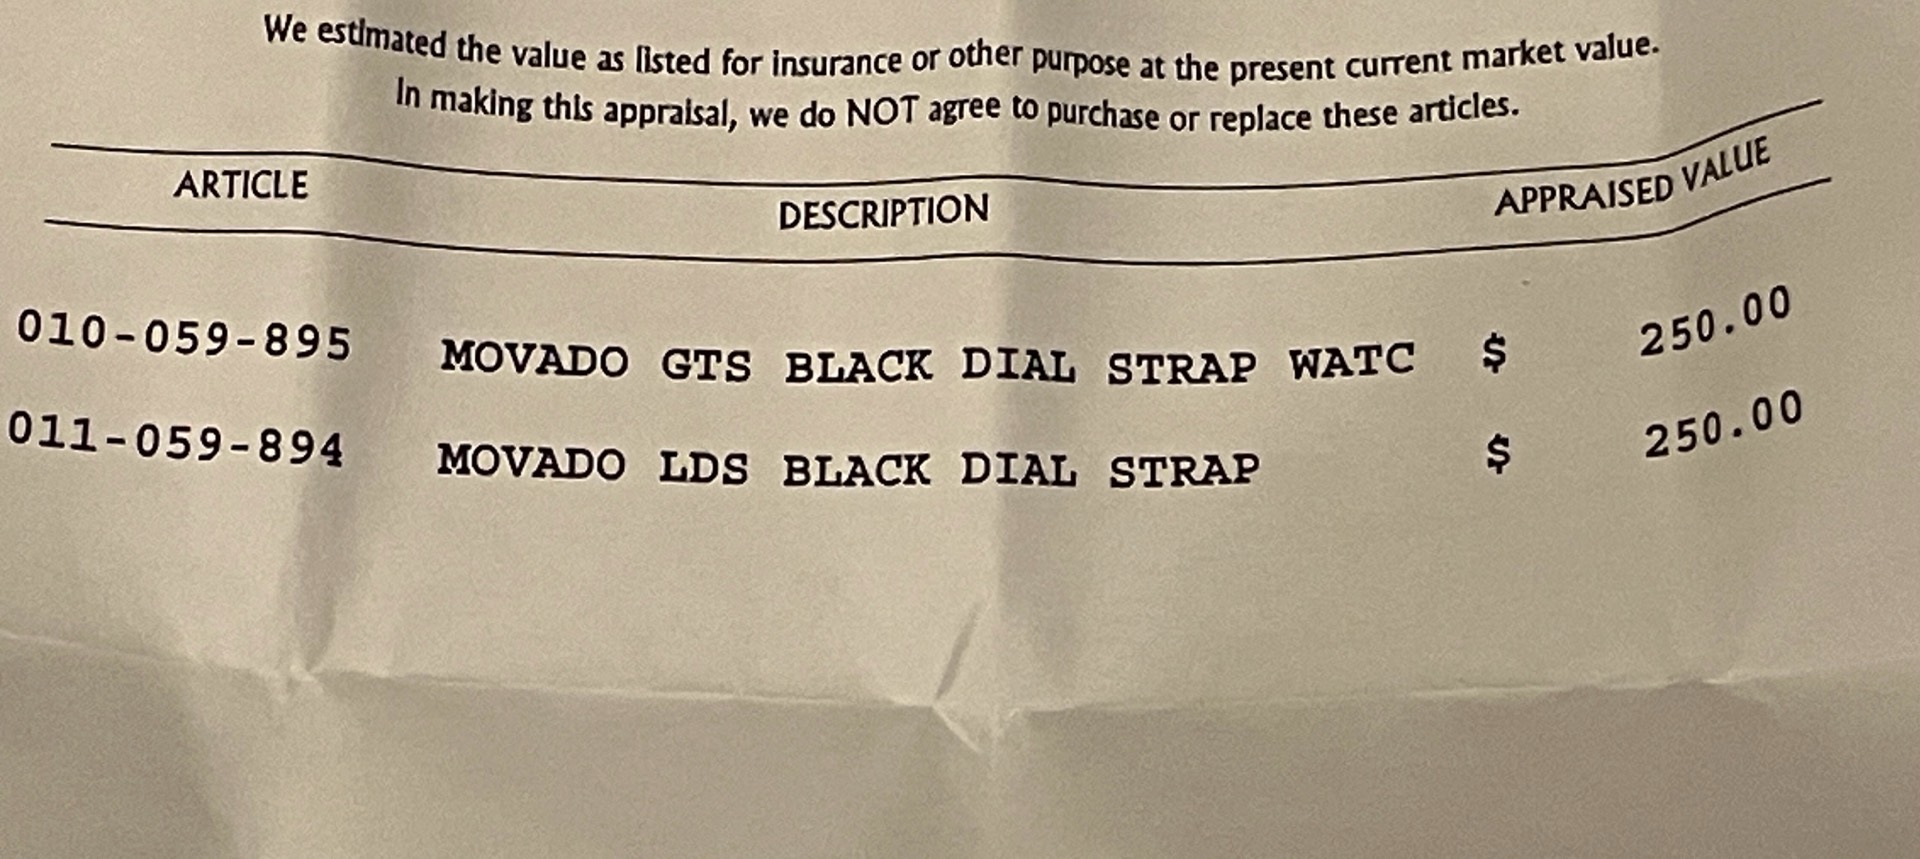 We estimated the value as listed for insurance or other purpose at the present current market value.
In making this appraisal, we do NOT agree to purchase or replace these articles.
ARTICLE DESCRIPTION APPRAISED VALUE
010-059-895 MOVADO GTS BLACK DIAL STRAP WATC $ 250.00
011-059-894 MOVADO LDS BLACK DIAL STRAP $ 250.00